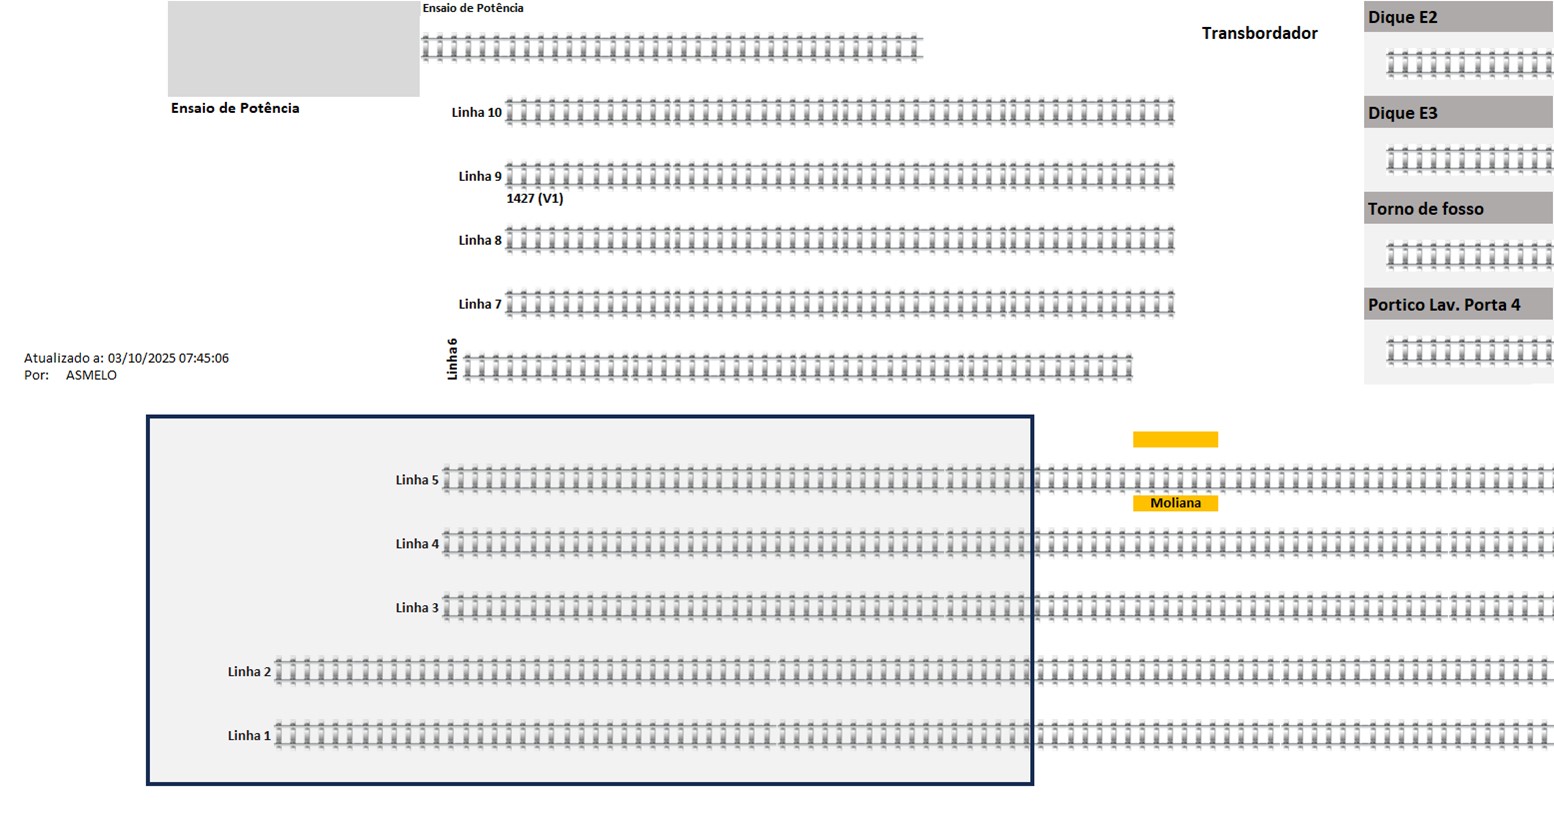 Ensaio de Potência
Transbordador
Dique E2
Ensaio de Potência
Linha 10
Dique E3
Linha 9
1427 (V1)
Torno de fosso
Linha 8
Linha 7
Portico Lav. Porta 4
Linha 6
Atualizado a: 03/10/2025 07:45:06
Por: ASMELO
Linha 5
Moliana
Linha 4
Linha 3
Linha 2
Linha 1